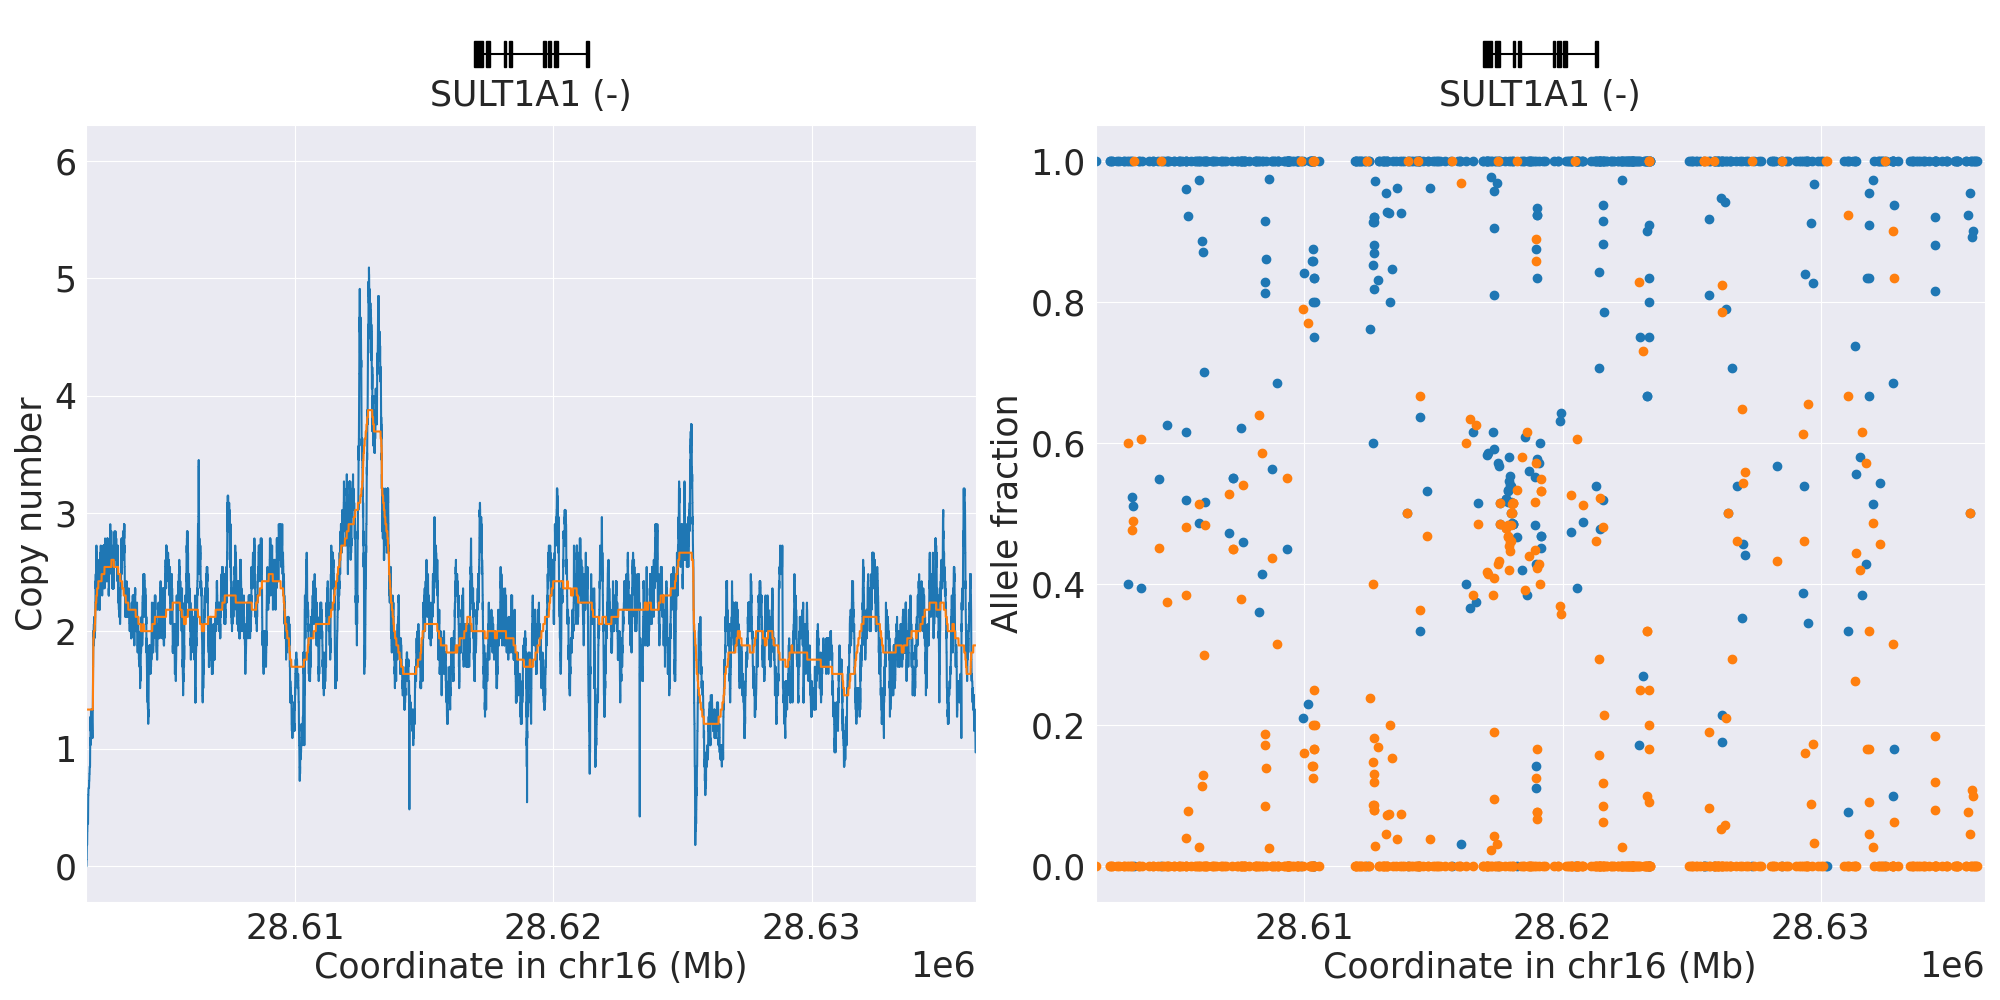 SULT1A1 (-)
Copy number
6
5
4
3
2
1
0
28.61 28.62 28.63
Coordinate in chr16 (Mb) 1e6
SULT1A1 (-)
Allele fraction
1.0
0.8
0.6
0.4
0.2
0.0
28.61 28.62 28.63
Coordinate in chr16 (Mb) 1e6